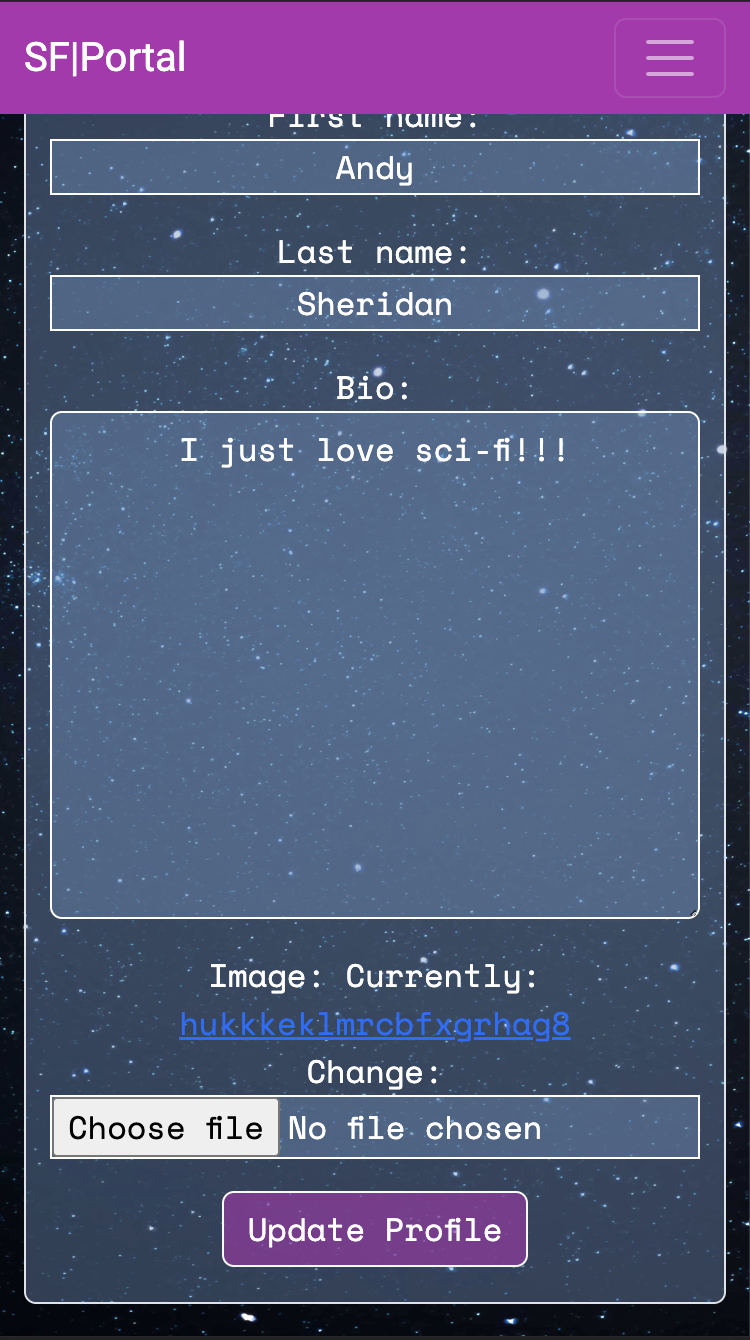 SF|Portal
First name:
Andy
Last name:
Sheridan
Bio:
I just love sci-fi!!!
Image: Currently:
hukkkeklmrcbfxgrhag8
Change:
Choose file No file chosen
Update Profile